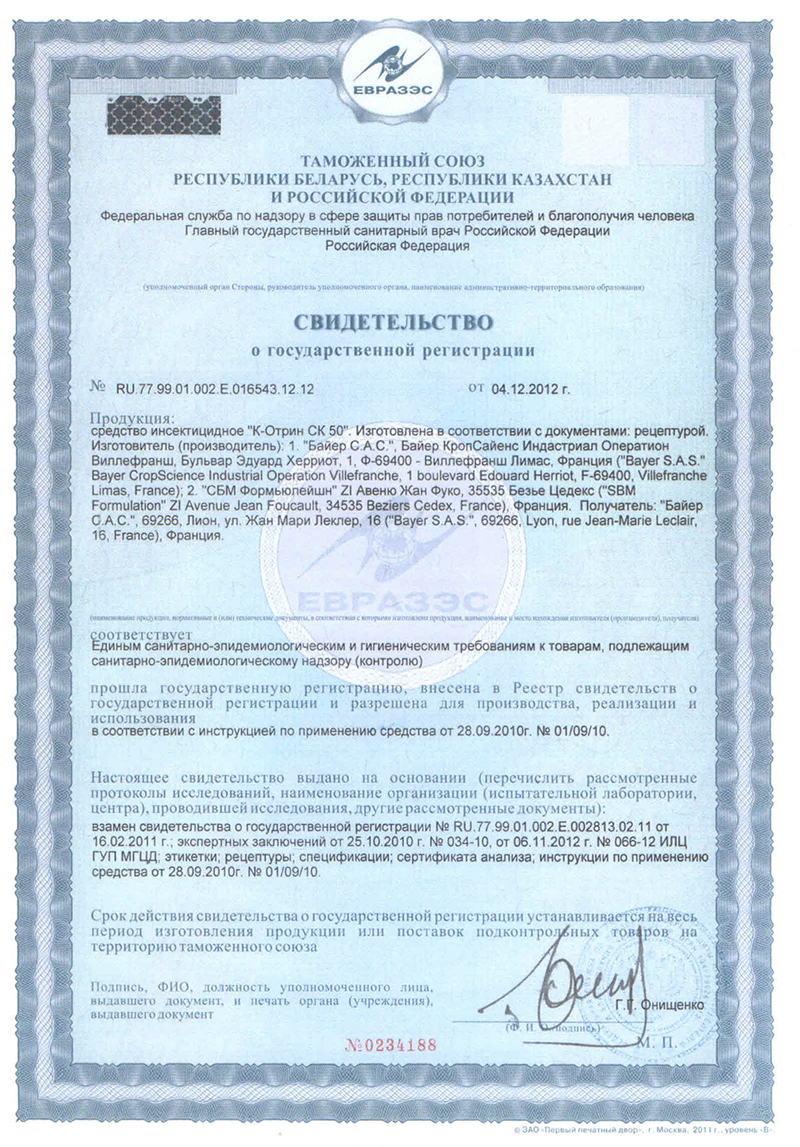 ЕВРАЗЭС
ТАМОЖЕННЫЙ СОЮЗ
РЕСПУБЛИКИ БЕЛАРУСЬ, РЕСПУБЛИКИ КАЗАХСТАН
И РОССИЙСКОЙ ФЕДЕРАЦИИ
Федеральная служба по надзору в сфере защиты прав потребителей и благополучия человека
Главный государственный санитарный врач Российской Федерации
Российская Федерация
(уполномоченный орган Стороны, руководитель уполномоченного органа, наименование административно-территориального образования)
СВИДЕТЕЛЬСТВО
о государственной регистрации
№ RU.77.99.01.002.E.016543.12.12 от 04.12.2012 г.
Продукция:
средство инсектицидное "К-Отрин СК 50". Изготовлена в соответствии с документами: рецептурой.
Изготовитель (производитель): 1. "Байер С.А.С.", Байер КропСайенс Индастриал Оператион
Виллефранш, Бульвар Эдуард Херриот, 1, Ф-69400 - Виллефранш Лимас, Франция ("Bayer S.A.S."
Bayer CropScience Industrial Operation Villefranche, 1 boulevard Edouard Herriot, F-69400, Villefranche
Limas, France); 2. "СБМ Формьюлейшн" ZI Авеню Жан Фуко, 35535 Безье Цедекс ("SBM
Formulation" ZI Avenue Jean Foucault, 34535 Beziers Cedex, France), Франция. Получатель: "Байер
С.А.С.", 69266, Лион, ул. Жан Мари Леклер, 16 ("Bayer S.A.S.", 69266, Lyon, rue Jean-Marie Leclair,
16, France), Франция.
ЕВРАЗЭС
(наименование продукции, нормативные и (или) технические документы, в соответствии с которыми изготовлена продукция, наименование и место нахождения изготовителя (производителя), получателя)
соответствует
Единым санитарно-эпидемиологическим и гигиеническим требованиям к товарам, подлежащим
санитарно-эпидемиологическому надзору (контролю)
прошла государственную регистрацию, внесена в Реестр свидетельств о
государственной регистрации и разрешена для производства, реализации и
использования
в соответствии с инструкцией по применению средства от 28.09.2010г. № 01/09/10.
Настоящее свидетельство выдано на основании (перечислить рассмотренные
протоколы исследований, наименование организации (испытательной лаборатории,
центра), проводившей исследования, другие рассмотренные документы):
взамен свидетельства о государственной регистрации № RU.77.99.01.002.E.002813.02.11 от
16.02.2011 г.; экспертных заключений от 25.10.2010 г. № 034-10, от 06.11.2012 г. № 066-12 ИЛЦ
ГУП МГЦД; этикетки; рецептуры; спецификации; сертификата анализа; инструкции по применению
средства от 28.09.2010г. № 01/09/10.
Срок действия свидетельства о государственной регистрации устанавливается на весь
период изготовления продукции или поставок подконтрольных товаров на
территорию таможенного союза
Подпись, ФИО, должность уполномоченного лица,
выдавшего документ, и печать органа (учреждения),
выдавшего документ
Г.Г. Онищенко
(Ф. И. О./подпись)
№0234188
М. П.
© ЗАО «Первый печатный двор», г. Москва, 2011 г., уровень «В».